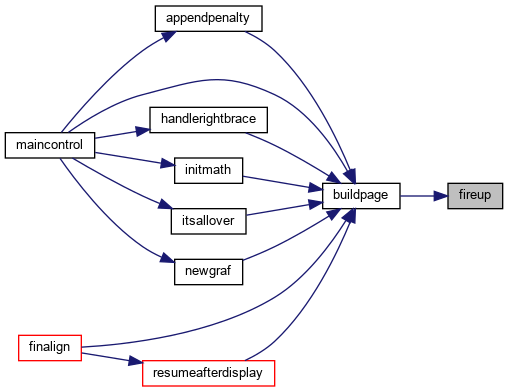 appendpenalty
handlerightbrace
maincontrol
initmath
buildpage
fireup
itsallover
newgraf
finalign
resumeafterdisplay